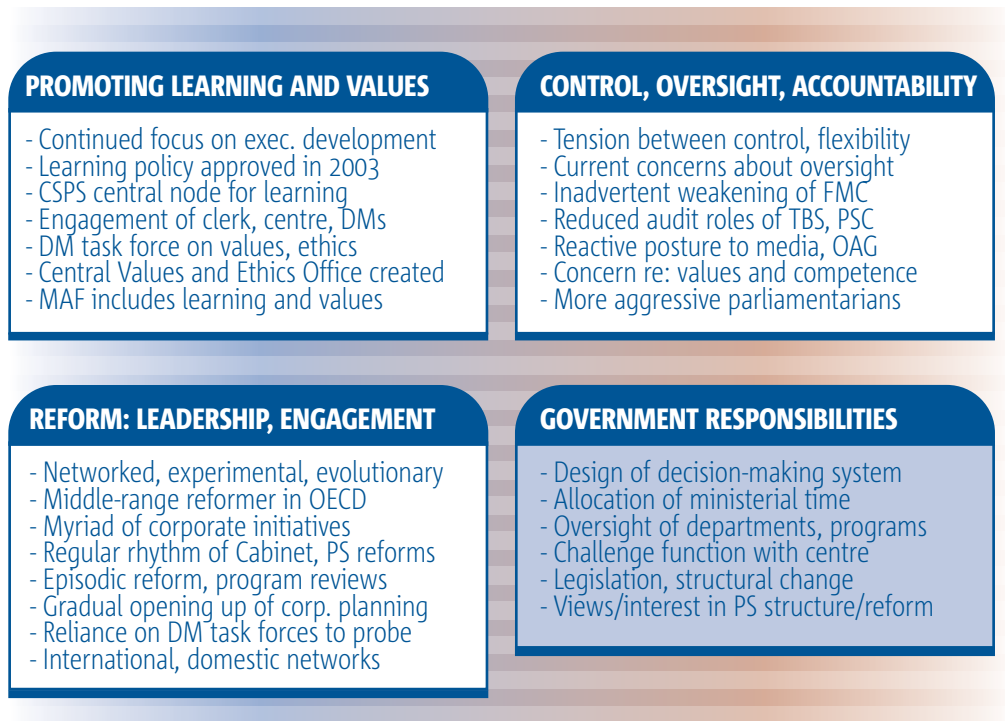 PROMOTING LEARNING AND VALUES
- Continued focus on exec. development
- Learning policy approved in 2003
- CSPS central node for learning
- Engagement of clerk, centre, DMs
- DM task force on values, ethics
- Central Values and Ethics Office created
- MAF includes learning and values
CONTROL, OVERSIGHT, ACCOUNTABILITY
- Tension between control, flexibility
- Current concerns about oversight
- Inadvertent weakening of FMC
- Reduced audit roles of TBS, PSC
- Reactive posture to media, OAG
- Concern re: values and competence
- More aggressive parliamentarians
REFORM: LEADERSHIP, ENGAGEMENT
- Networked, experimental, evolutionary
- Middle-range reformer in OECD
- Myriad of corporate initiatives
- Regular rhythm of Cabinet, PS reforms
- Episodic reform, program reviews
- Gradual opening up of corp. planning
- Reliance on DM task forces to probe
- International, domestic networks
GOVERNMENT RESPONSIBILITIES
- Design of decision-making system
- Allocation of ministerial time
- Oversight of departments, programs
- Challenge function with centre
- Legislation, structural change
- Views/interest in PS structure/reform